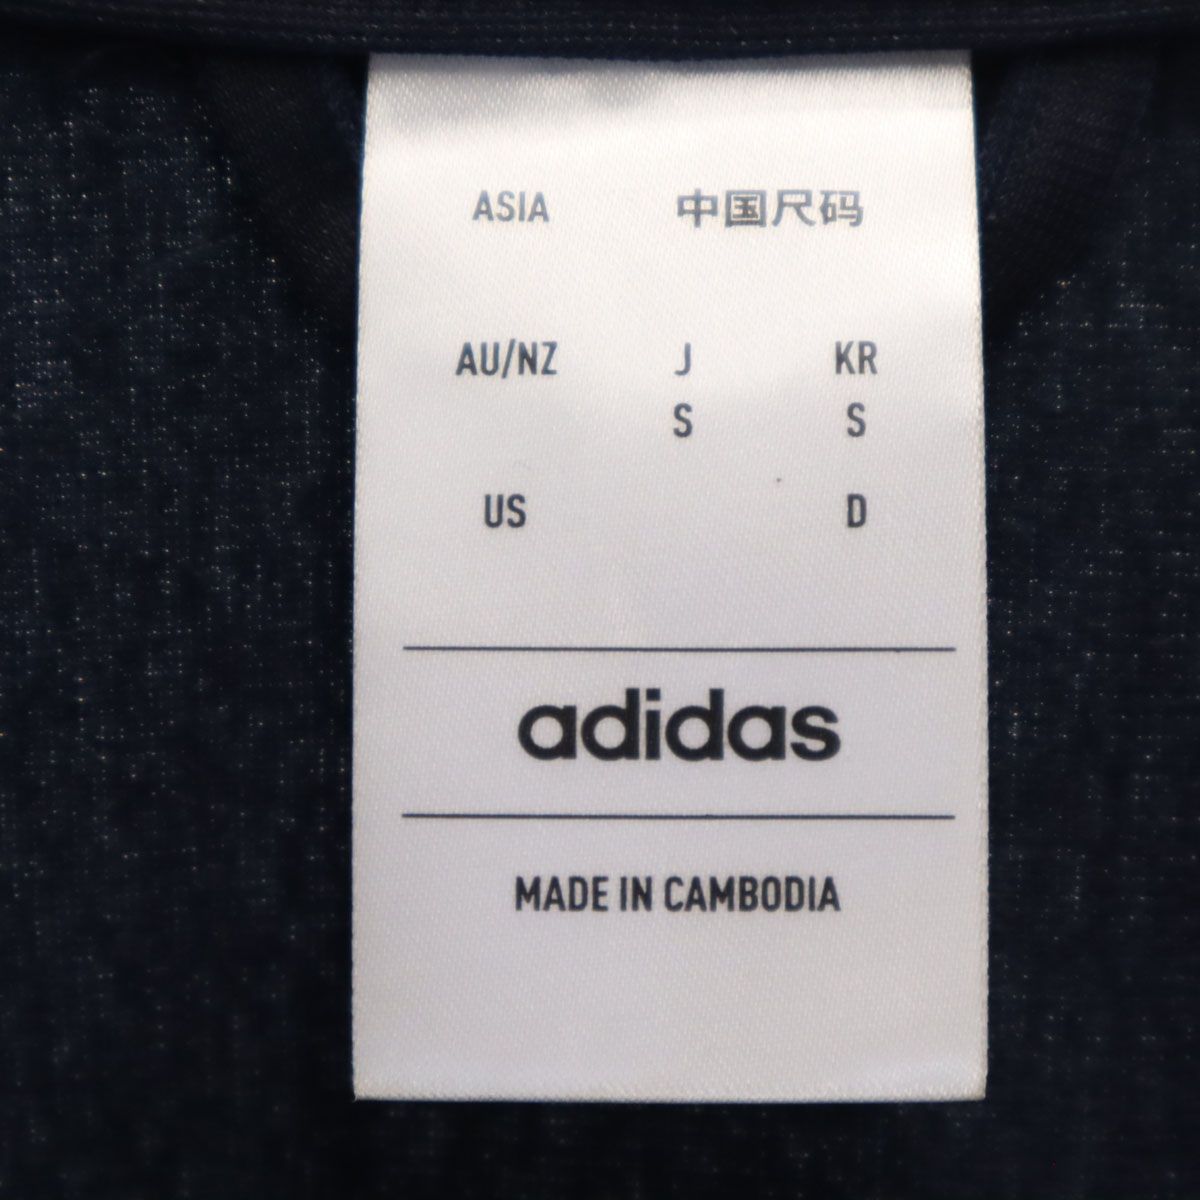 ASIA 中国尺码
AU/NZ J KR
S S
US D
adidas
MADE IN CAMBODIA